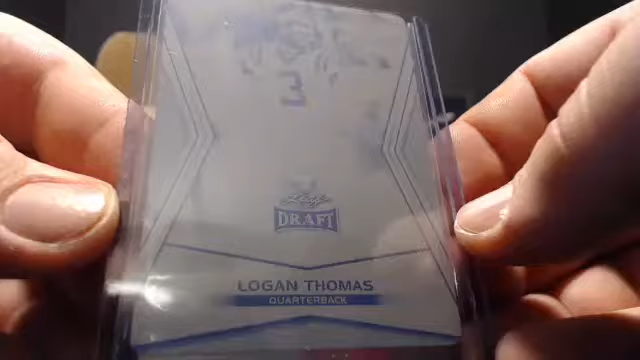 3
Leaf
DRAFT
LOGAN THOMAS
QUARTERBACK